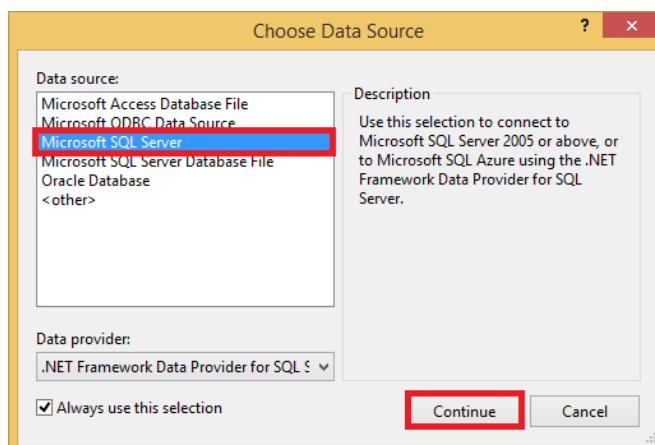 Choose Data Source
?
Data source:
Microsoft Access Database File
Microsoft ODBC Data Source
Microsoft SQL Server
Microsoft SQL Server Database File
Oracle Database
<other>
Description
Use this selection to connect to
Microsoft SQL Server 2005 or above, or
to Microsoft SQL Azure using the .NET
Framework Data Provider for SQL
Server.
Data provider:
.NET Framework Data Provider for SQL S
Always use this selection
Continue
Cancel